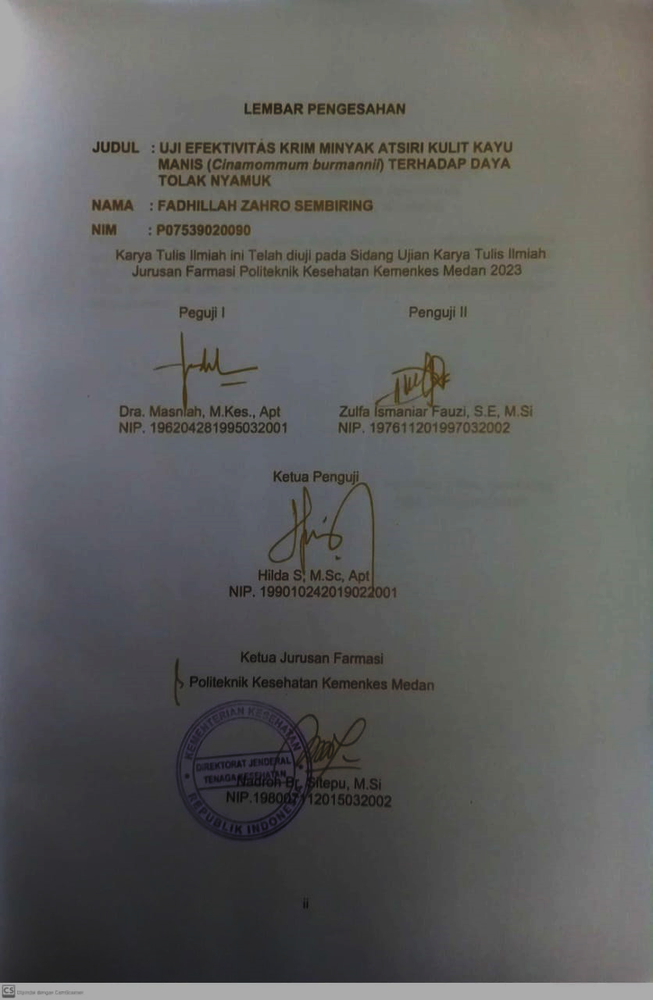 LEMBAR PENGESAHAN
JUDUL : UJI EFEKTIVITAS KRIM MINYAK ATSIRI KULIT KAYU
MANIS (Cinamommum burmannii) TERHADAP DAYA
TOLAK NYAMUK
NAMA : FADHILLAH ZAHRO SEMBIRING
NIM : P07539020090
Karya Tulis Ilmiah ini Telah diuji pada Sidang Ujian Karya Tulis Ilmiah
Jurusan Farmasi Politeknik Kesehatan Kemenkes Medan 2023
Peguji I Penguji II
Dra. Masniah, M.Kes., Apt Zulfa Ismaniar Fauzi, S.E, M.Si
NIP. 196204281995032001 NIP. 197611201997032002
Ketua Penguji
Hilda S, M.Sc, Apt
NIP. 199010242019022001
Ketua Jurusan Farmasi
Politeknik Kesehatan Kemenkes Medan
KEMENTERIAN KESEHATAN
DIREKTORAT JENDERAL
TENAGA KESEHATAN
Nadroh Br. Sitepu, M.Si
NIP.198007112015032002
REPUBLIK INDONESIA
ii
CS Dipindai dengan CamScanner